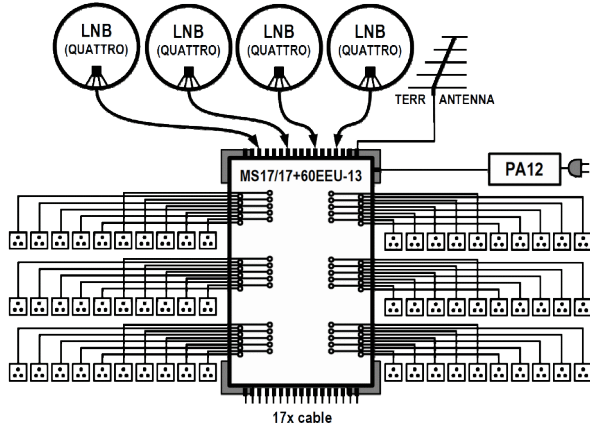 LNB
(QUATTRO)
LNB
(QUATTRO)
LNB
(QUATTRO)
LNB
(QUATTRO)
TERR ANTENNA
MS17/17+60EEU-13
PA12
17x cable